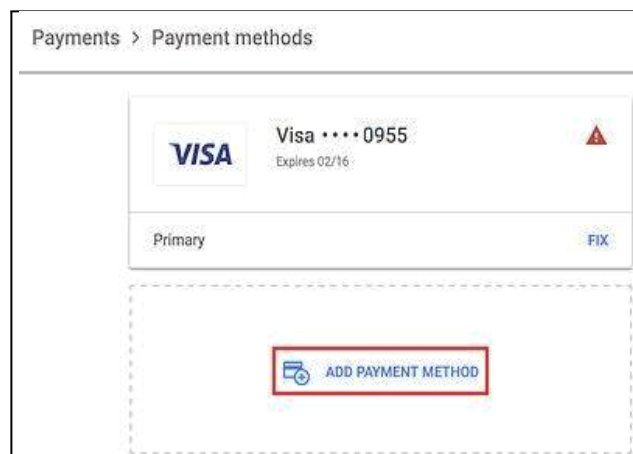 Payments > Payment methods
VISA
Visa ····0955
Expires 02/16
Primary
FIX
ADD PAYMENT METHOD